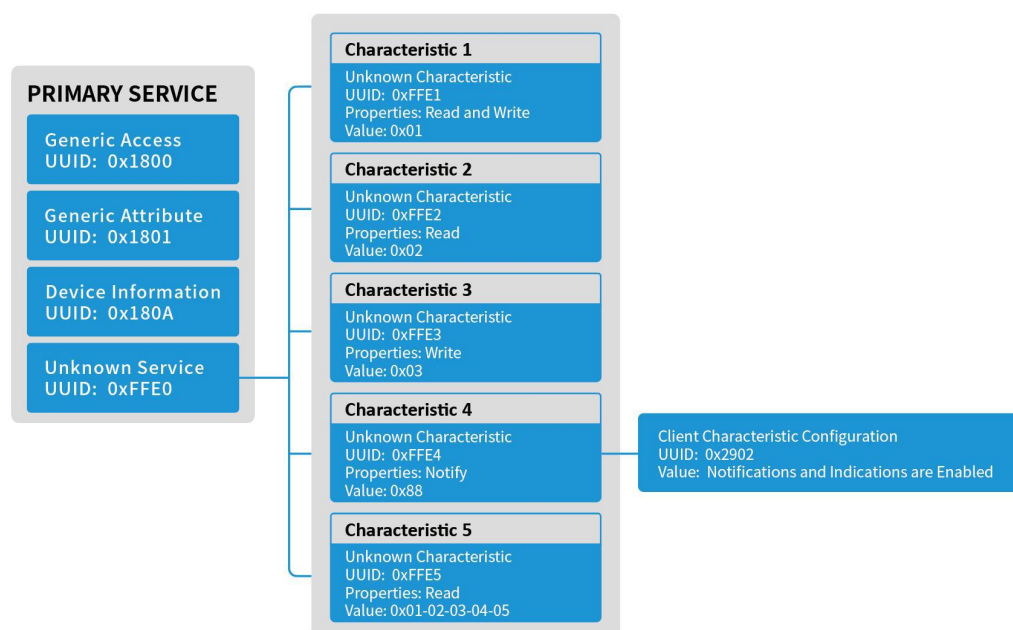 PRIMARY SERVICE
Generic Access
UUID: 0x1800
Generic Attribute
UUID: 0x1801
Device Information
UUID: 0x180A
Unknown Service
UUID: 0xFFE0
Characteristic 1
Unknown Characteristic
UUID: 0xFFE1
Properties: Read and Write
Value: 0x01
Characteristic 2
Unknown Characteristic
UUID: 0xFFE2
Properties: Read
Value: 0x02
Characteristic 3
Unknown Characteristic
UUID: 0xFFE3
Properties: Write
Value: 0x03
Characteristic 4
Unknown Characteristic
UUID: 0xFFE4
Properties: Notify
Value: 0x88
Client Characteristic Configuration
UUID: 0x2902
Value: Notifications and Indications are Enabled
Characteristic 5
Unknown Characteristic
UUID: 0xFFE5
Properties: Read
Value: 0x01-02-03-04-05